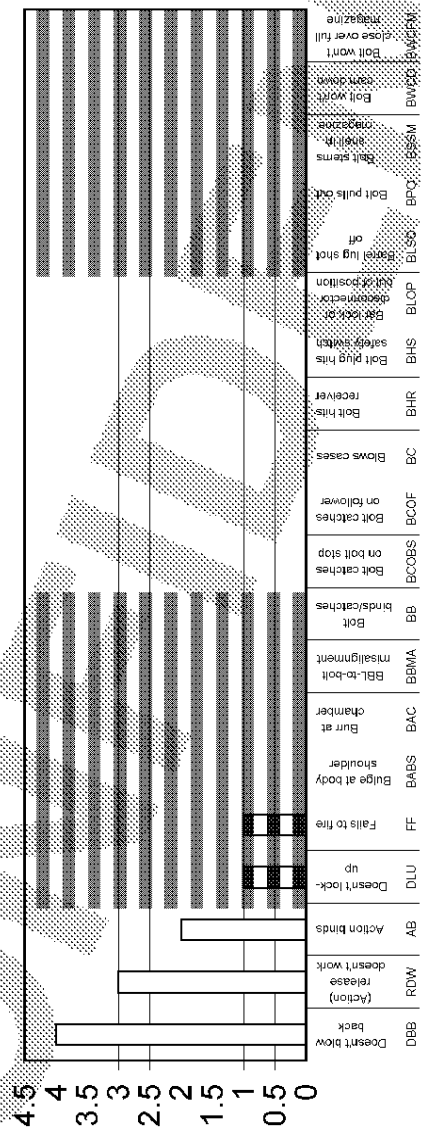 4.5
4
3.5
3
2.5
2
1.5
1
0.5
0
Doesn't blow
back
DBB
(Action)
release
doesn't work
RDW
Action binds
AB
Doesn't lock-
up
DLU
Fails to fire
FF
Bulge at body
shoulder
BABS
Burr at
chamber
BAC
BBL-to-bolt
misalignment
BBMA
Bolt
binds/catches
BB
Bolt catches
on bolt stop
BCOBS
Bolt catches
on follower
BCOF
Blows cases
BC
Bolt hits
receiver
BHR
Bolt plug hits
safety switch
BHS
Bar lock or
disconnector
out of position
BLOP
Barrel lug shot
off
BLSO
Bolt pulls out
BPO
Bolt stems
shell in
magazine
BSSM
Bolt won't
cam down
BWCD
Bolt won't
close over full
magazine
BWCFM